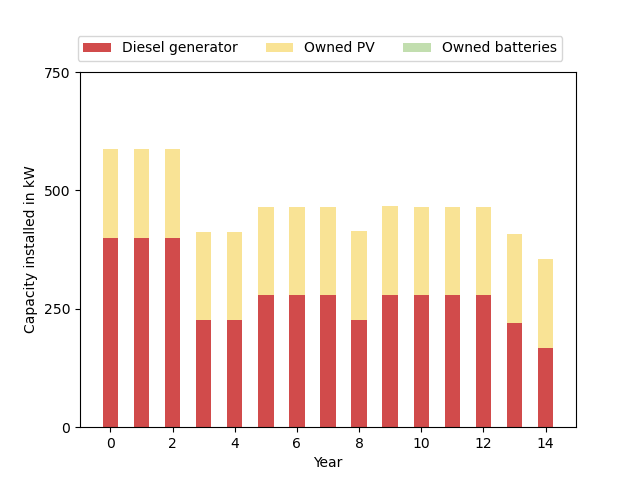 Diesel generator Owned PV Owned batteries
750
500
250
0
0 2 4 6 8 10 12 14
Year
Capacity installed in kW